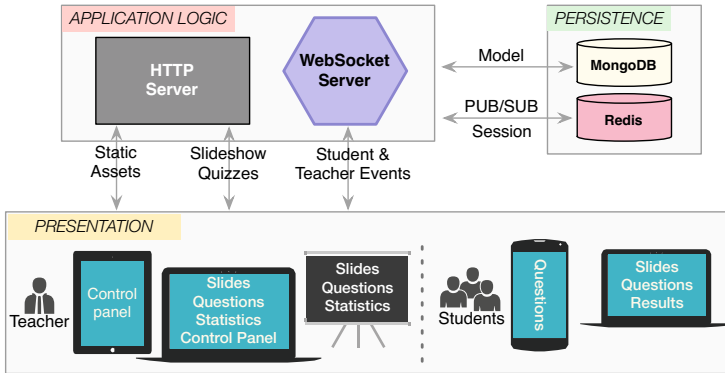 APPLICATION LOGIC
PERSISTENCE
HTTP
Server
WebSocket
Server
Model
MongoDB
PUB/SUB
Session
Redis
Static
Assets
Slideshow
Quizzes
Student &
Teacher Events
PRESENTATION
Teacher
Control
panel
Slides
Questions
Statistics
Control Panel
Slides
Questions
Statistics
Students
Questions
Slides
Questions
Results